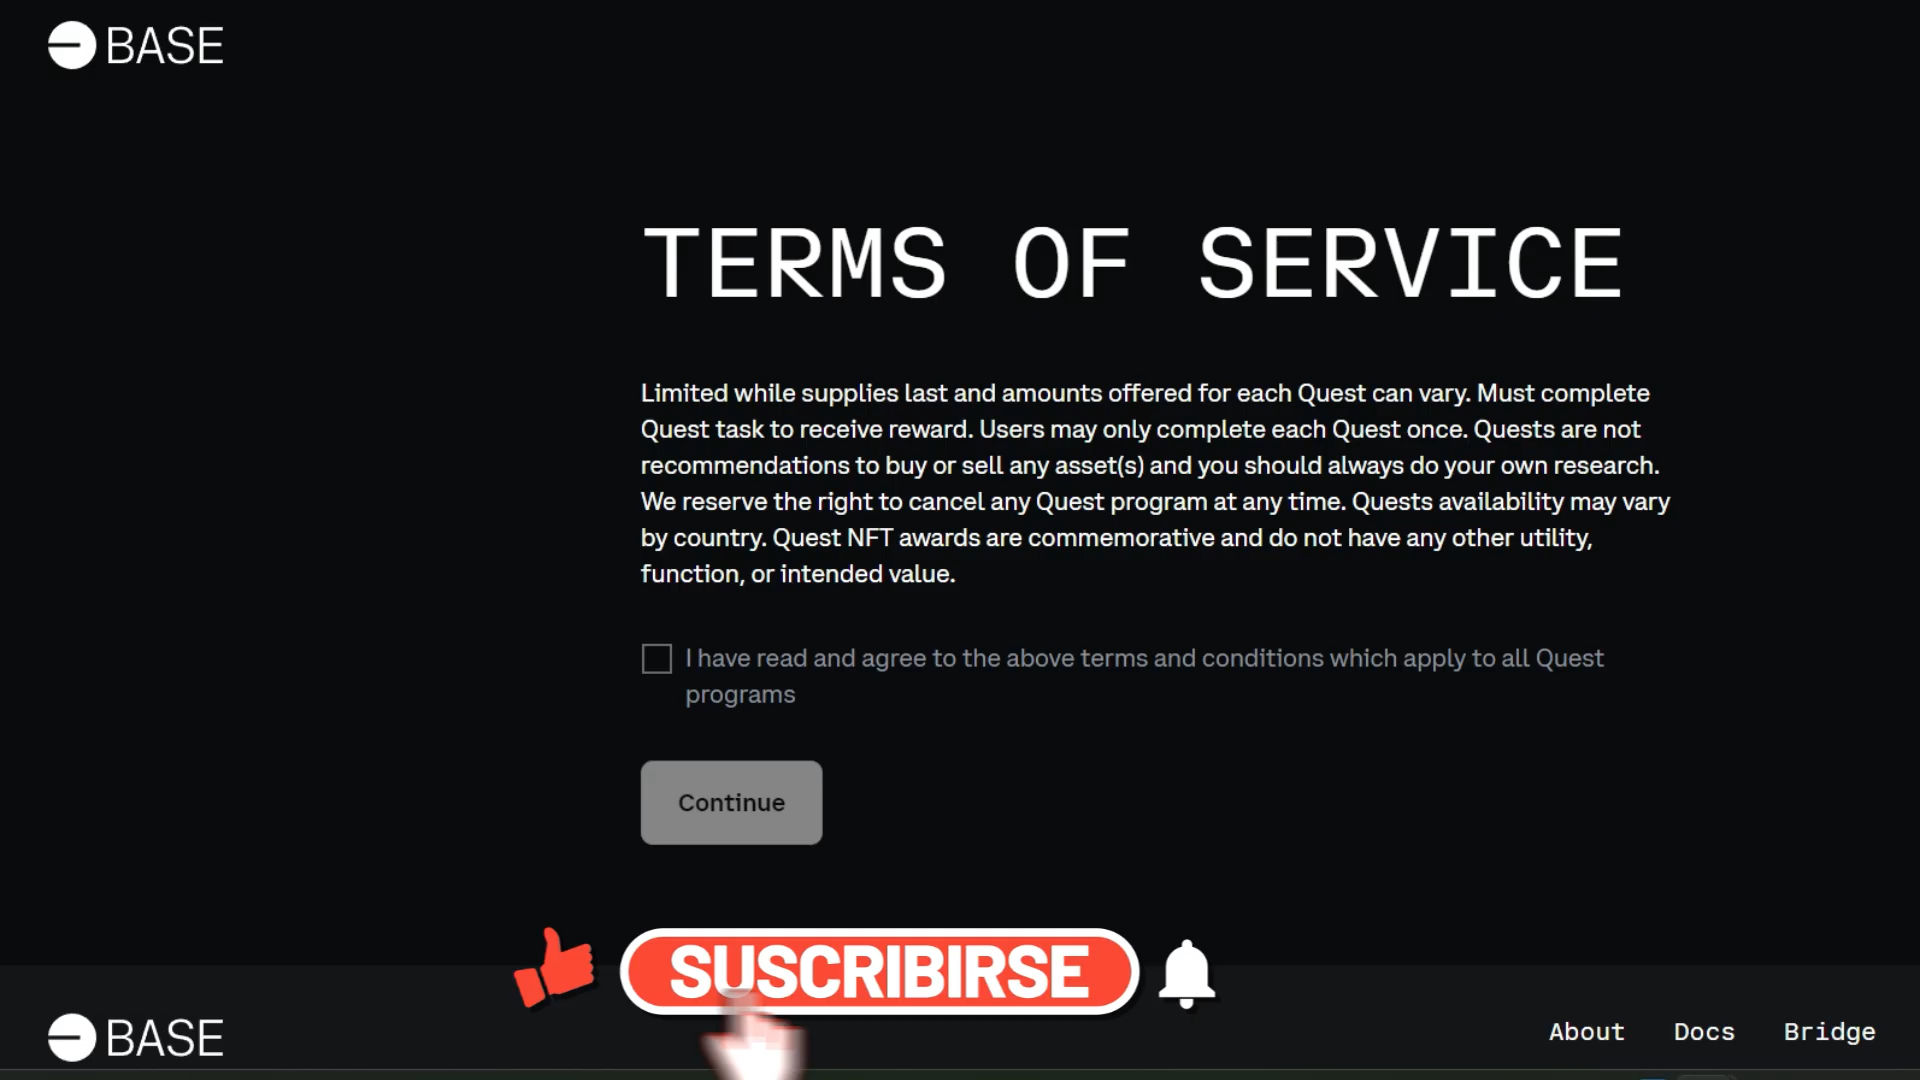 BASE
TERMS OF SERVICE
Limited while supplies last and amounts offered for each Quest can vary. Must complete
Quest task to receive reward. Users may only complete each Quest once. Quests are not
recommendations to buy or sell any asset(s) and you should always do your own research.
We reserve the right to cancel any Quest program at any time. Quests availability may vary
by country. Quest NFT awards are commemorative and do not have any other utility,
function, or intended value.
I have read and agree to the above terms and conditions which apply to all Quest
programs
Continue
SUSCRIBIRSE
BASE
About Docs Bridge